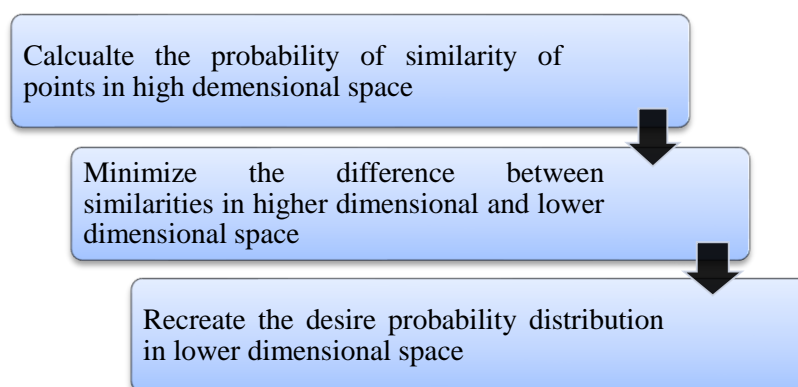 Calcualte the probability of similarity of
points in high demensional space
Minimize the difference between
similarities in higher dimensional and lower
dimensional space
Recreate the desire probability distribution
in lower dimensional space